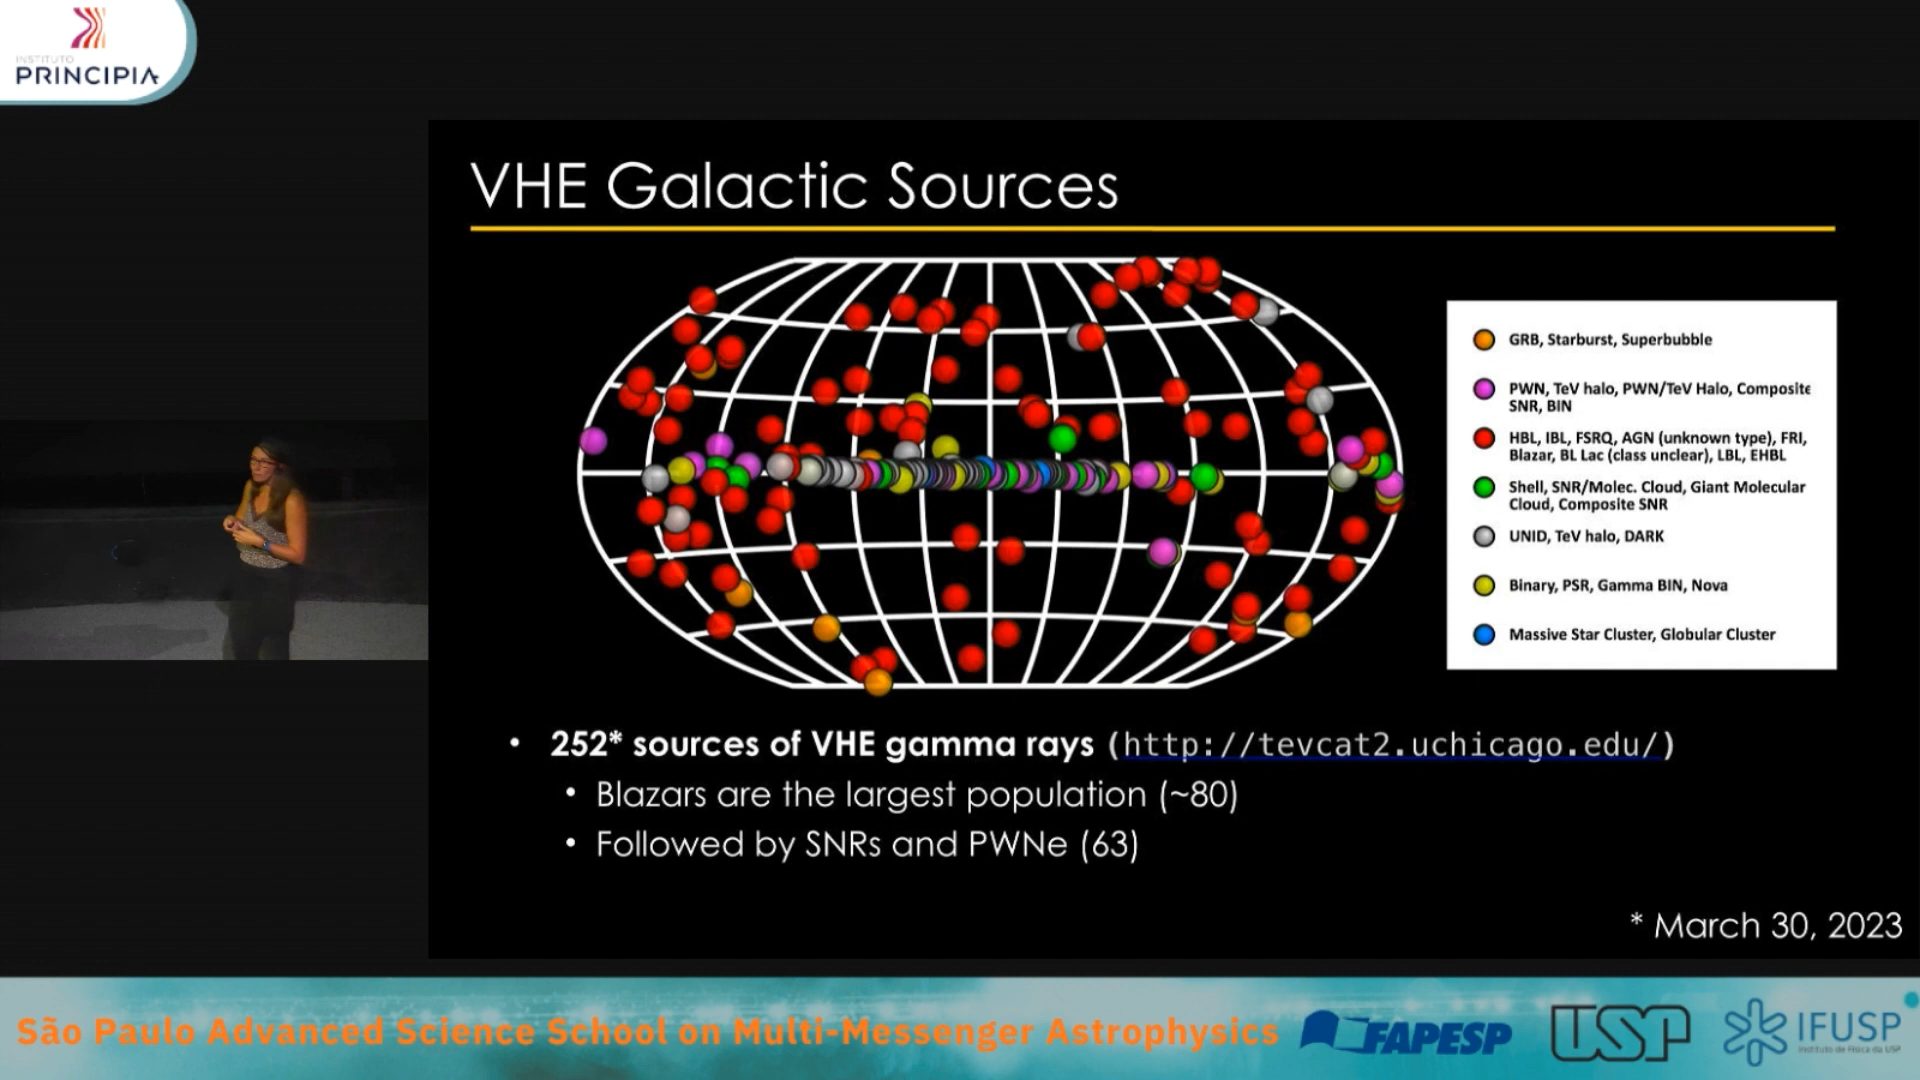 INSTITUTO
PRINCIPIA
VHE Galactic Sources
GRB, Starburst, Superbubble
PWN, TeV halo, PWN/TeV Halo, Composite
SNR, BIN
HBL, IBL, FSRQ, AGN (unknown type), FRI,
Blazar, BL Lac (class unclear), LBL, EHBL
Shell, SNR/Molec. Cloud, Giant Molecular
Cloud, Composite SNR
UNID, TeV halo, DARK
Binary, PSR, Gamma BIN, Nova
Massive Star Cluster, Globular Cluster
• 252* sources of VHE gamma rays (http://tevcat2.uchicago.edu/)
• Blazars are the largest population (~80)
• Followed by SNRs and PWNe (63)
* March 30, 2023
São Paulo Advanced Science School on Multi-Messenger Astrophysics
FAPESP
USP
IFUSP
Instituto de Física da USP